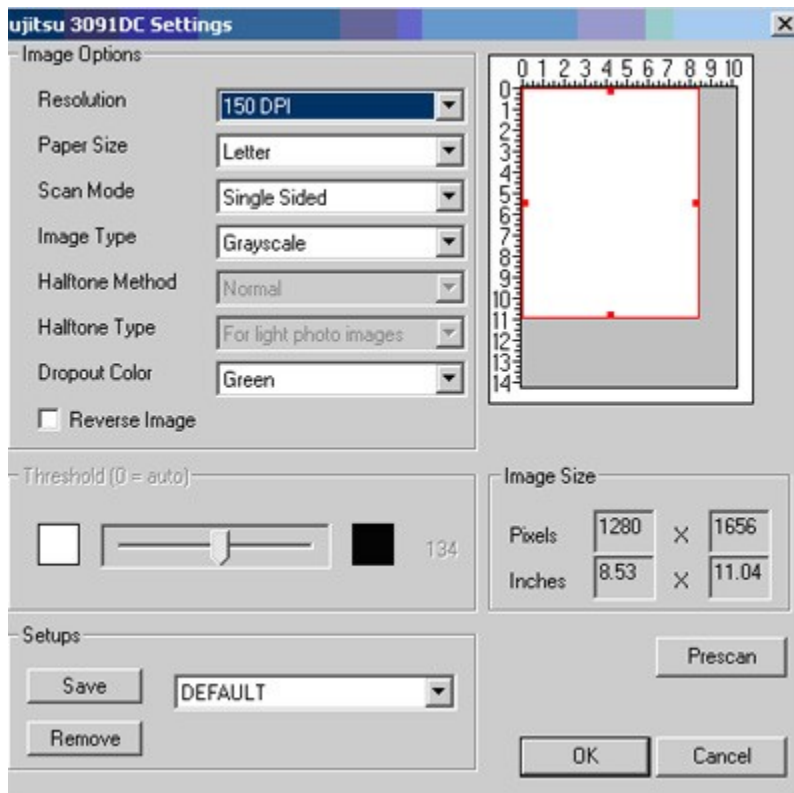 ujitsu 3091DC Settings
Image Options
Resolution 150 DPI
Paper Size Letter
Scan Mode Single Sided
Image Type Grayscale
Halftone Method Normal
Halftone Type For light photo images
Dropout Color Green
Reverse Image
0 1 2 3 4 5 6 7 8 9 10
0
1
2
3
4
5
6
7
8
9
10
11
12
13
14
Threshold (0 = auto)
134
Image Size
Pixels 1280 X 1656
Inches 8.53 X 11.04
Setups
Save DEFAULT
Remove
Prescan
OK Cancel